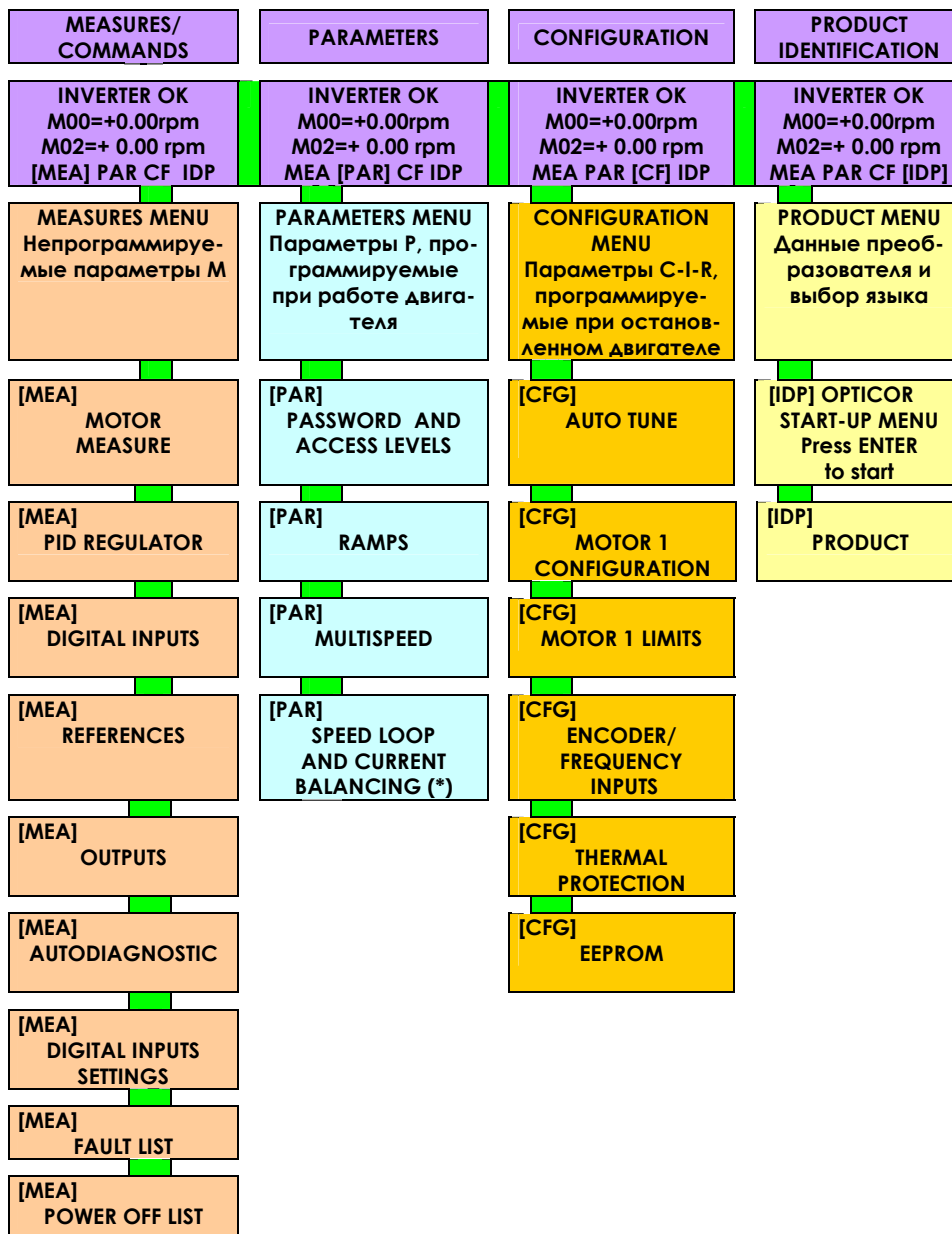 MEASURES/
COMMANDS
PARAMETERS
CONFIGURATION
PRODUCT
IDENTIFICATION
INVERTER OK
M00=+0.00rpm
M02=+ 0.00 rpm
[MEA] PAR CF IDP
INVERTER OK
M00=+0.00rpm
M02=+ 0.00 rpm
MEA [PAR] CF IDP
INVERTER OK
M00=+0.00rpm
M02=+ 0.00 rpm
MEA PAR [CF] IDP
INVERTER OK
M00=+0.00rpm
M02=+ 0.00 rpm
MEA PAR CF [IDP]
MEASURES MENU
Непрограммируе-
мые параметры М
PARAMETERS MENU
Параметры Р, про-
граммируемые
при работе двига-
теля
CONFIGURATION
MENU
Параметры C-I-R,
программируе-
мые при останов-
ленном двигателе
PRODUCT MENU
Данные преоб-
разователя и
выбор языка
[MEA]
MOTOR
MEASURE
[PAR]
PASSWORD AND
ACCESS LEVELS
[CFG]
AUTO TUNE
[IDP] OPTICOR
START-UP MENU
Press ENTER
to start
[MEA]
PID REGULATOR
[PAR]
RAMPS
[CFG]
MOTOR 1
CONFIGURATION
[IDP]
PRODUCT
[MEA]
DIGITAL INPUTS
[PAR]
MULTISPEED
[CFG]
MOTOR 1 LIMITS
[MEA]
REFERENCES
[PAR]
SPEED LOOP
AND CURRENT
BALANCING (*)
[CFG]
ENCODER/
FREQUENCY
INPUTS
[MEA]
OUTPUTS
[CFG]
THERMAL
PROTECTION
[MEA]
AUTODIAGNOSTIC
[CFG]
EEPROM
[MEA]
DIGITAL INPUTS
SETTINGS
[MEA]
FAULT LIST
[MEA]
POWER OFF LIST